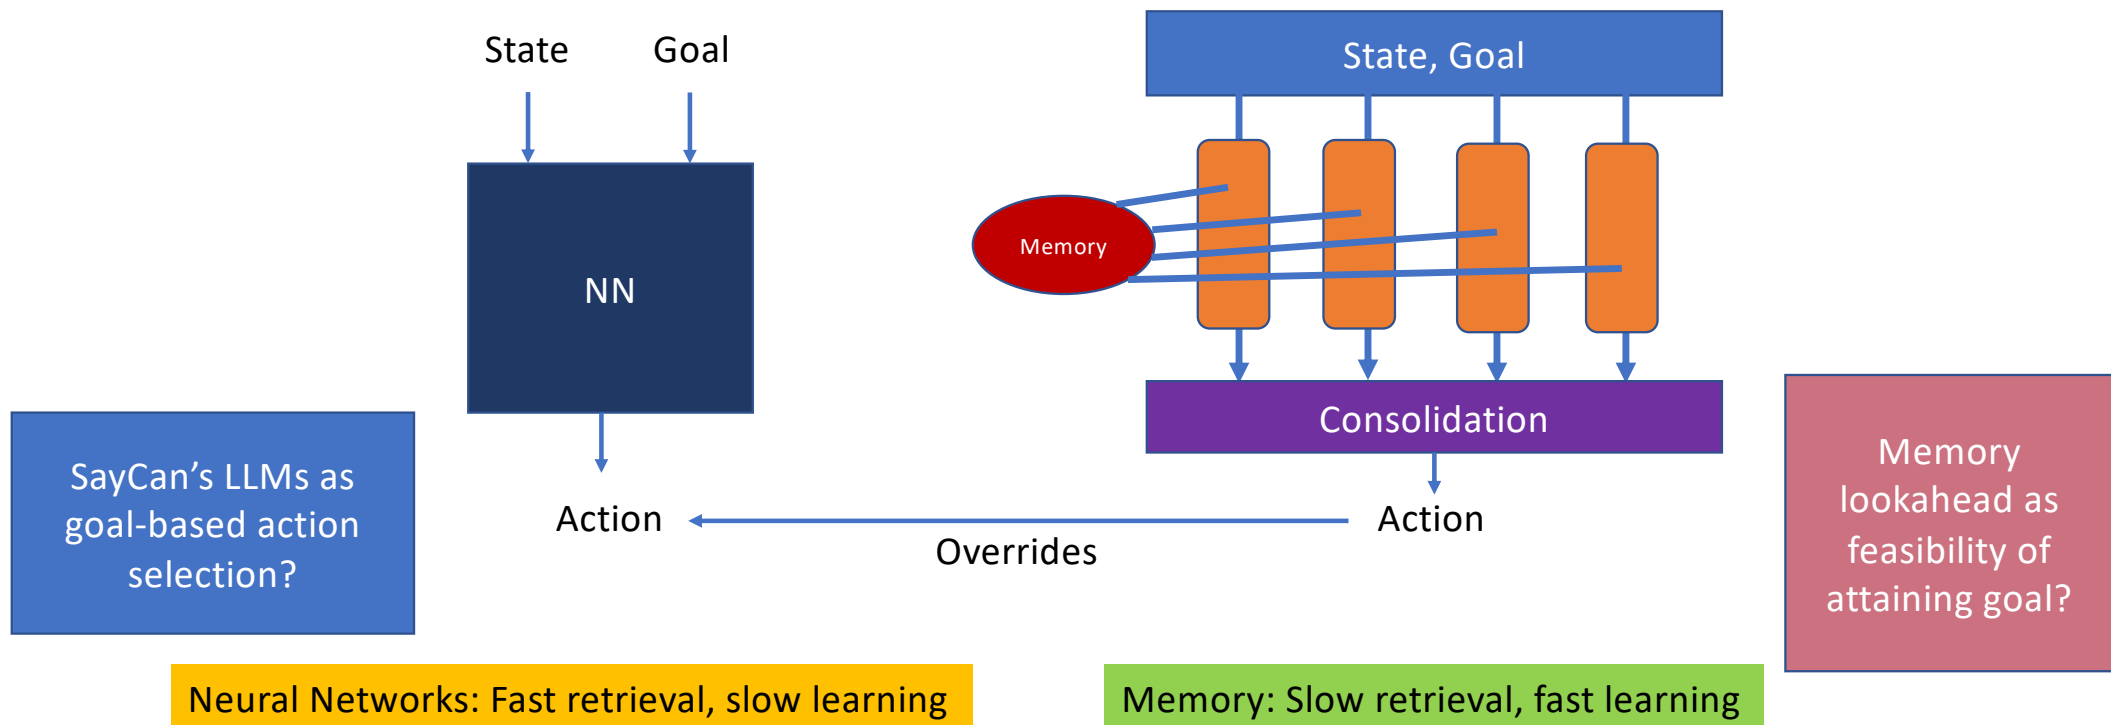 State
Goal
State, Goal
NN
Memory
Consolidation
SayCan’s LLMs as
goal-based action
selection?
Action
Overrides
Action
Memory
lookahead as
feasibility of
attaining goal?
Neural Networks: Fast retrieval, slow learning
Memory: Slow retrieval, fast learning